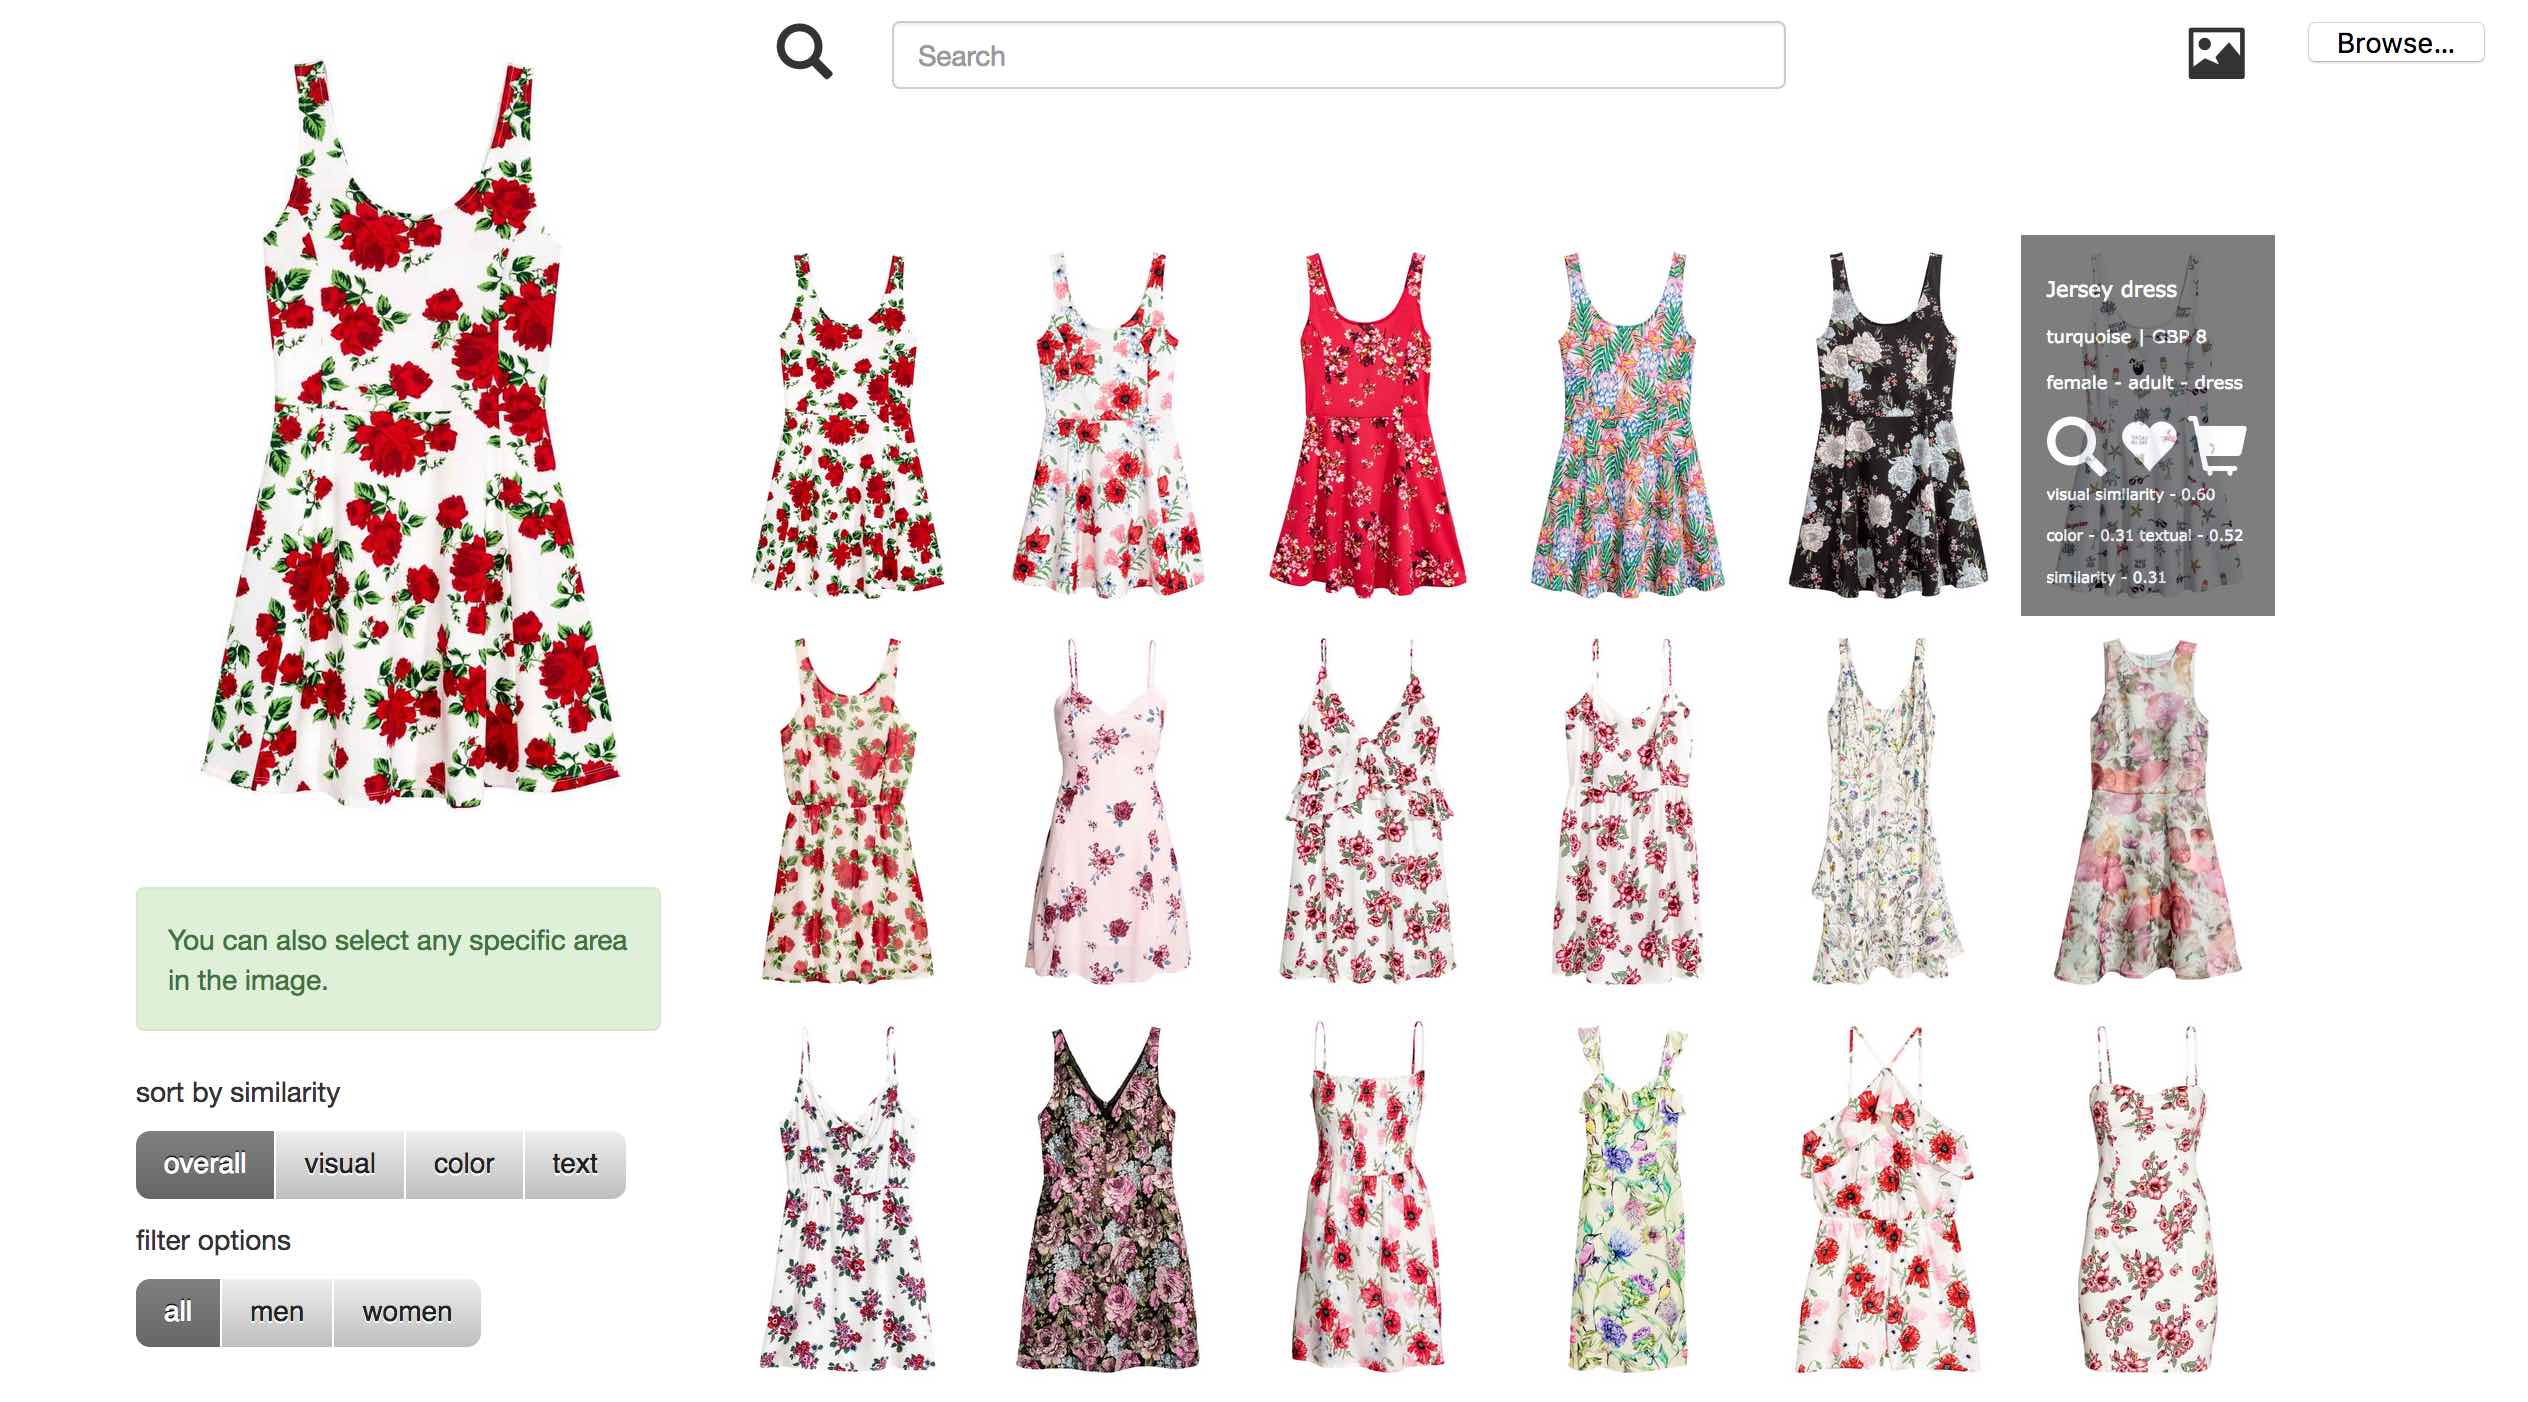 Search
Browse...
Jersey dress
turquoise | GBP 8
female - adult - dress
visual similarity - 0.60
color - 0.31 textual - 0.52
similarity - 0.31
You can also select any specific area
in the image.
sort by similarity
overall visual color text
filter options
all men women